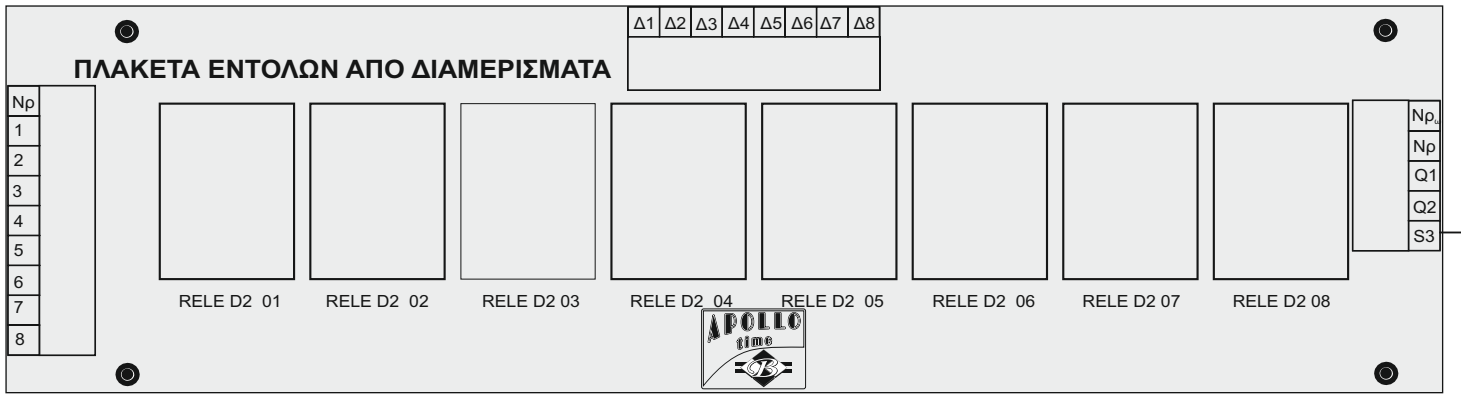 Δ1 Δ2 Δ3 Δ4 Δ5 Δ6 Δ7 Δ8
ΠΛΑΚΕΤΑ ΕΝΤΟΛΩΝ ΑΠΟ ΔΙΑΜΕΡΙΣΜΑΤΑ
Νρ
1
2
3
4
5
6
7
8
Νρω
Νρ
Q1
Q2
S3
RELE D2 01
RELE D2 02
RELE D2 03
RELE D2 04
RELE D2 05
RELE D2 06
RELE D2 07
RELE D2 08
APOLLO
time
B